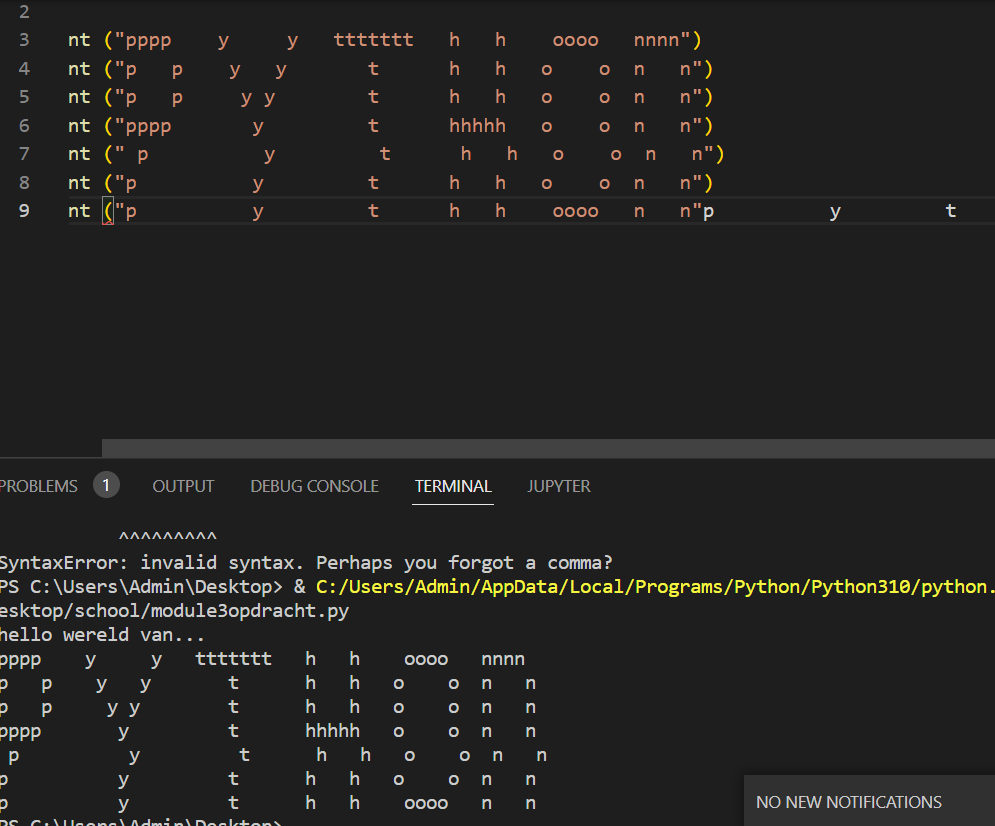 2
3 nt ("pppp    y     y   ttttttt   h   h    oooo   nnnn")
4 nt ("p   p    y   y       t      h   h   o    o  n   n")
5 nt ("p   p     y y        t      h   h   o    o  n   n")
6 nt ("pppp       y         t      hhhhh   o    o  n   n")
7 nt (" p          y         t      h   h   o    o  n   n")
8 nt ("p          y         t      h   h   o    o  n   n")
9 nt ("p          y         t      h   h    oooo   n   n"p          y         t
PROBLEMS 1 OUTPUT DEBUG CONSOLE TERMINAL JUPYTER
^^^^^^^^^
SyntaxError: invalid syntax. Perhaps you forgot a comma?
PS C:\Users\Admin\Desktop> & C:/Users/Admin/AppData/Local/Programs/Python/Python310/python.
esktop/school/module3opdracht.py
hello wereld van...
pppp    y     y   ttttttt   h   h    oooo   nnnn
p   p    y   y       t      h   h   o    o  n   n
p   p     y y        t      h   h   o    o  n   n
pppp       y         t      hhhhh   o    o  n   n
 p          y         t      h   h   o    o  n   n
p          y         t      h   h   o    o  n   n
p          y         t      h   h    oooo   n   n
PS C:\Users\Admin\Desktop>
NO NEW NOTIFICATIONS